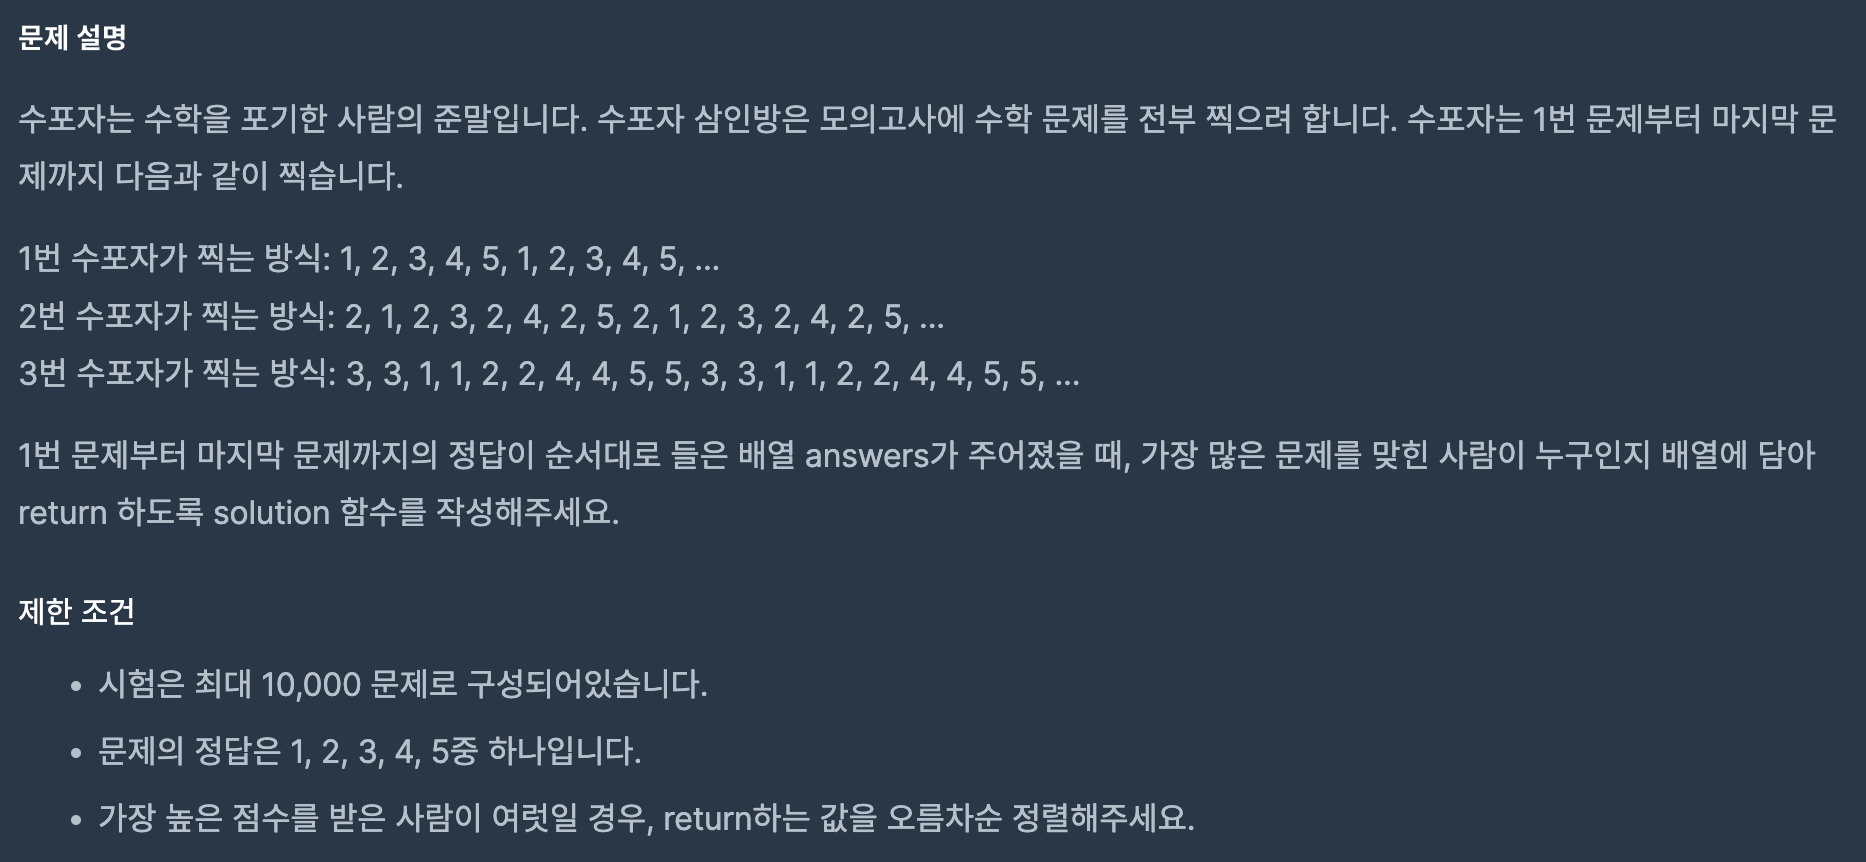 문제 설명
수포자는 수학을 포기한 사람의 준말입니다. 수포자 삼인방은 모의고사에 수학 문제를 전부 찍으려 합니다. 수포자는 1번 문제부터 마지막 문
제까지 다음과 같이 찍습니다.
1번 수포자가 찍는 방식: 1, 2, 3, 4, 5, 1, 2, 3, 4, 5, ...
2번 수포자가 찍는 방식: 2, 1, 2, 3, 2, 4, 2, 5, 2, 1, 2, 3, 2, 4, 2, 5, ...
3번 수포자가 찍는 방식: 3, 3, 1, 1, 2, 2, 4, 4, 5, 5, 3, 3, 1, 1, 2, 2, 4, 4, 5, 5, ...
1번 문제부터 마지막 문제까지의 정답이 순서대로 들은 배열 answers가 주어졌을 때, 가장 많은 문제를 맞힌 사람이 누구인지 배열에 담아
return 하도록 solution 함수를 작성해주세요.
제한 조건
• 시험은 최대 10,000 문제로 구성되어있습니다.
• 문제의 정답은 1, 2, 3, 4, 5중 하나입니다.
• 가장 높은 점수를 받은 사람이 여럿일 경우, return하는 값을 오름차순 정렬해주세요.